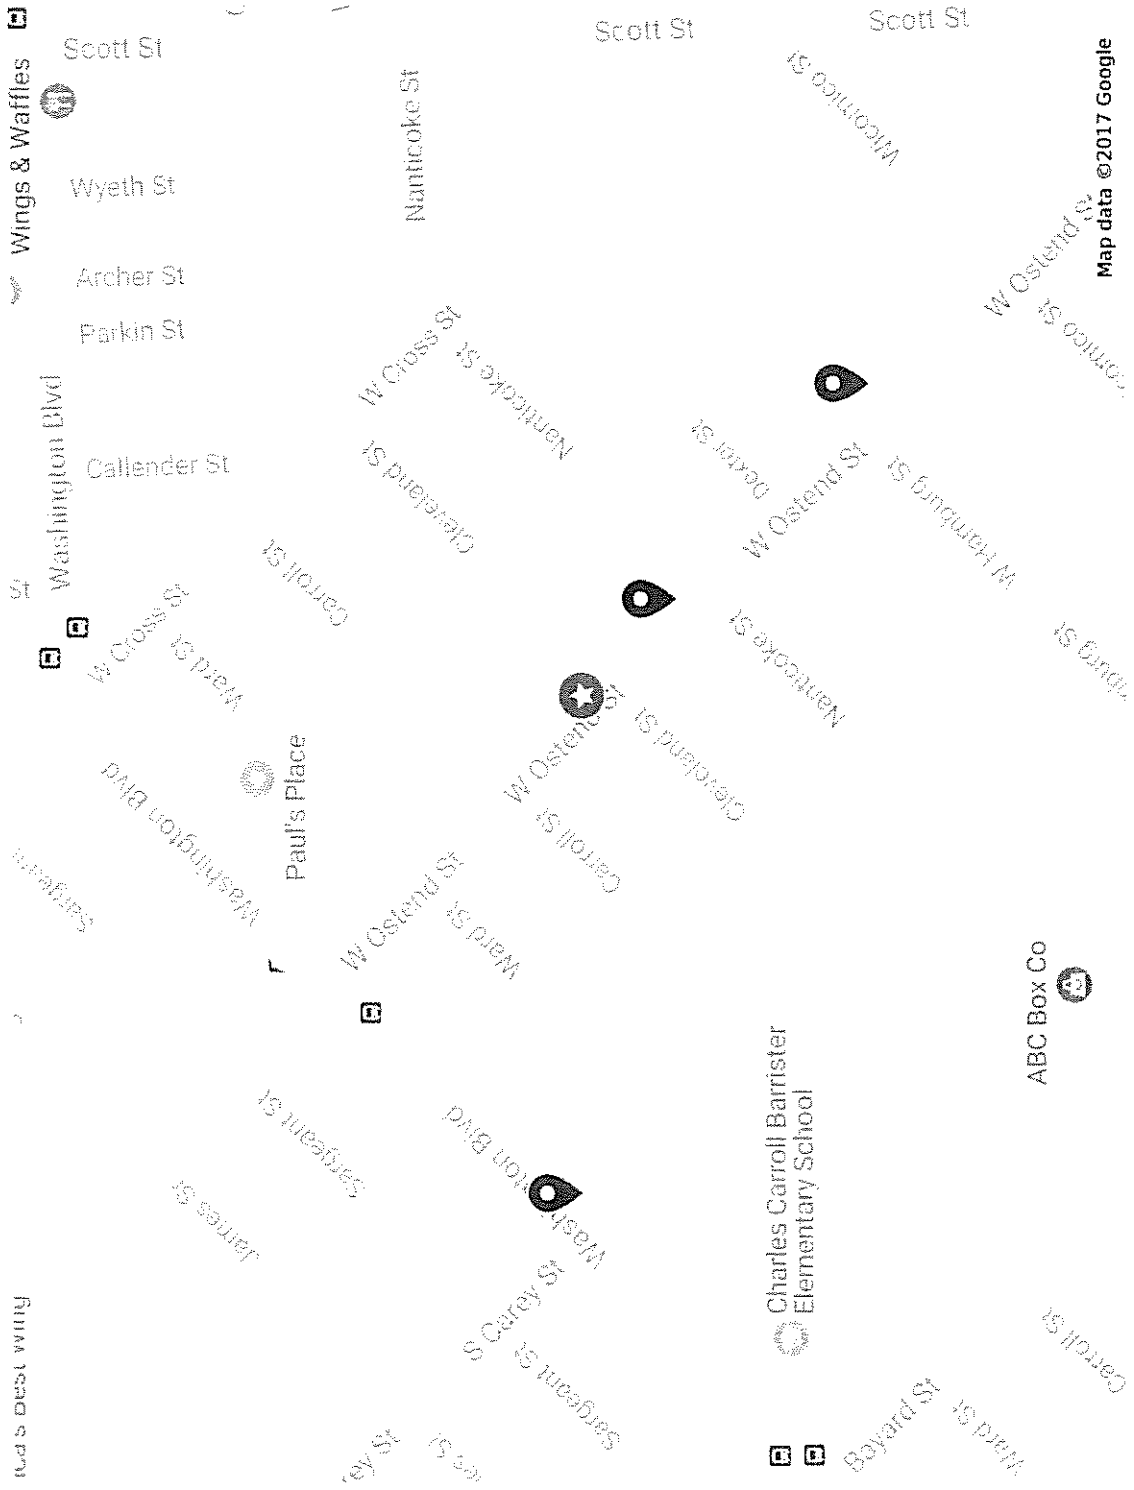 Wings & Waffles
Scott St
Scott St
Scott St
Wicomico St
Nanticoke St
Wyeth St
Archer St
Parkin St
Washington Blvd
Callender St
W Cross St
Nanticoke St
Cleveland St
Carroll St
St
W Cross St
Ward St
Dexter St
W Ostend St
W Hamburg St
W Ostend St
Map data ©2017 Google
Nanticoke St
W Ostend St
Cleveland St
Carroll St
Washington Blvd
Paul's Place
W Ostend St
Ward St
Sargeant St
James St
Washington Blvd
S Carey St
Sargeant St
Charles Carroll Barrister
Elementary School
ABC Box Co
Bayard St
Ward St
Carroll St